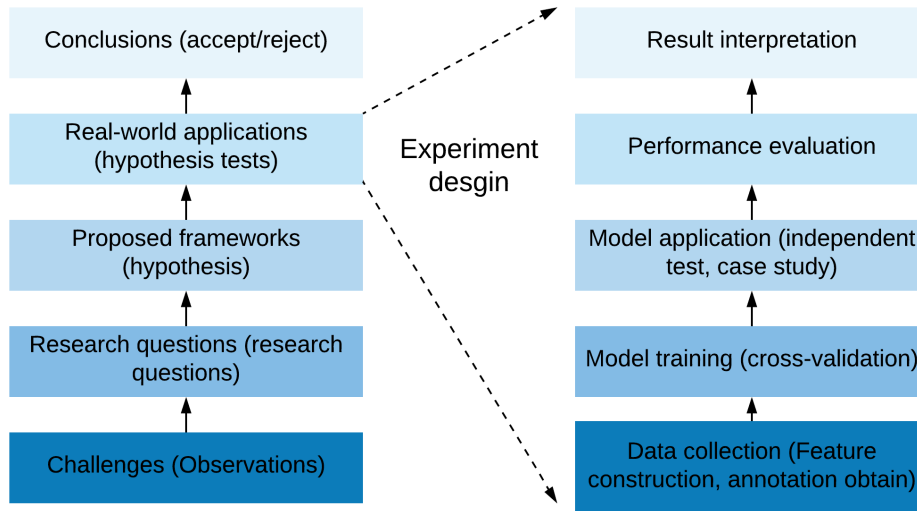 Conclusions (accept/reject)
Real-world applications
(hypothesis tests)
Proposed frameworks
(hypothesis)
Research questions (research
questions)
Challenges (Observations)
Experiment
desgin
Result interpretation
Performance evaluation
Model application (independent
test, case study)
Model training (cross-validation)
Data collection (Feature
construction, annotation obtain)